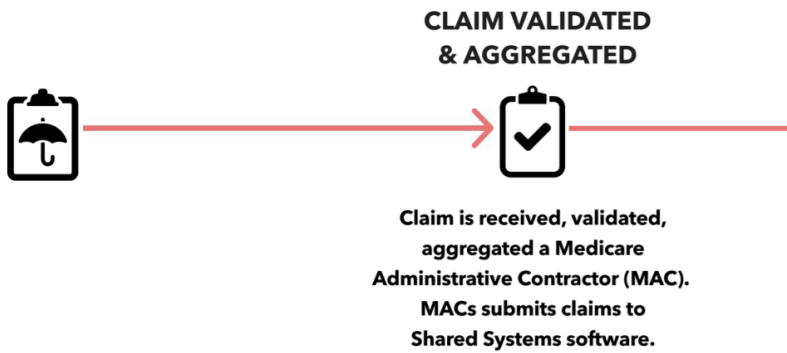 CLAIM VALIDATED
& AGGREGATED
Claim is received, validated,
aggregated a Medicare
Administrative Contractor (MAC).
MACs submits claims to
Shared Systems software.